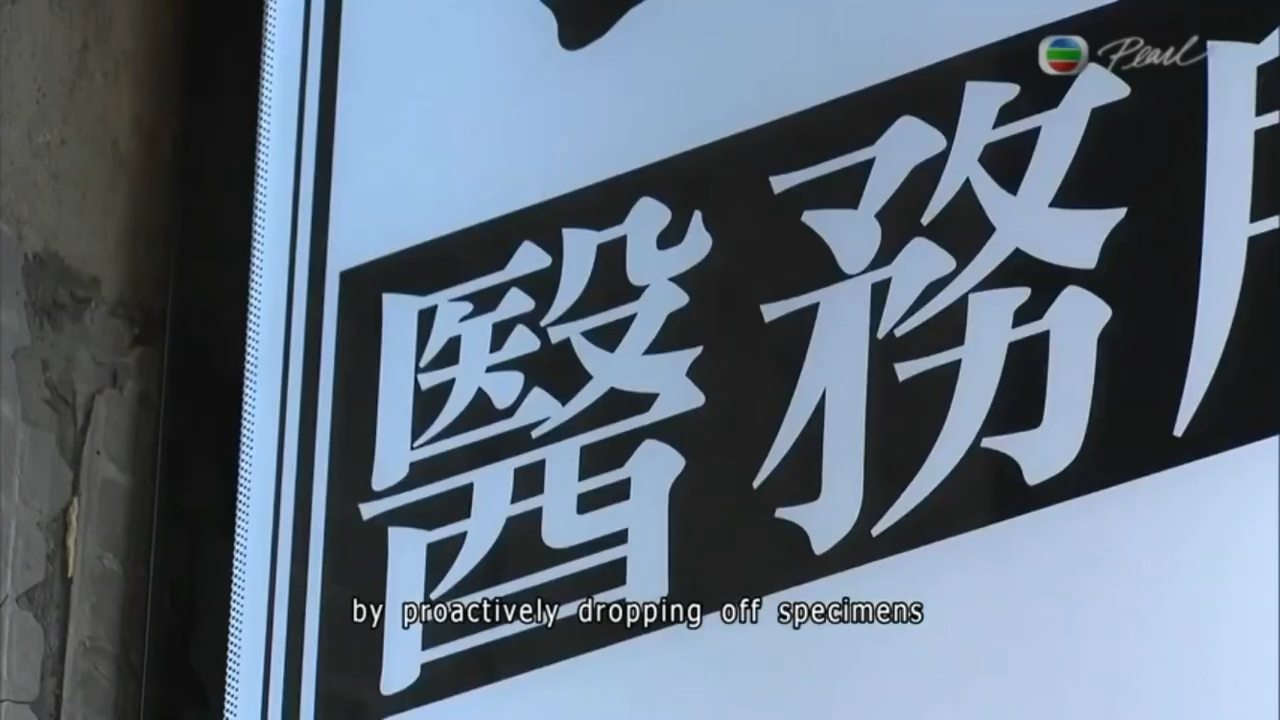 Pearl
醫務
by proactively dropping off specimens